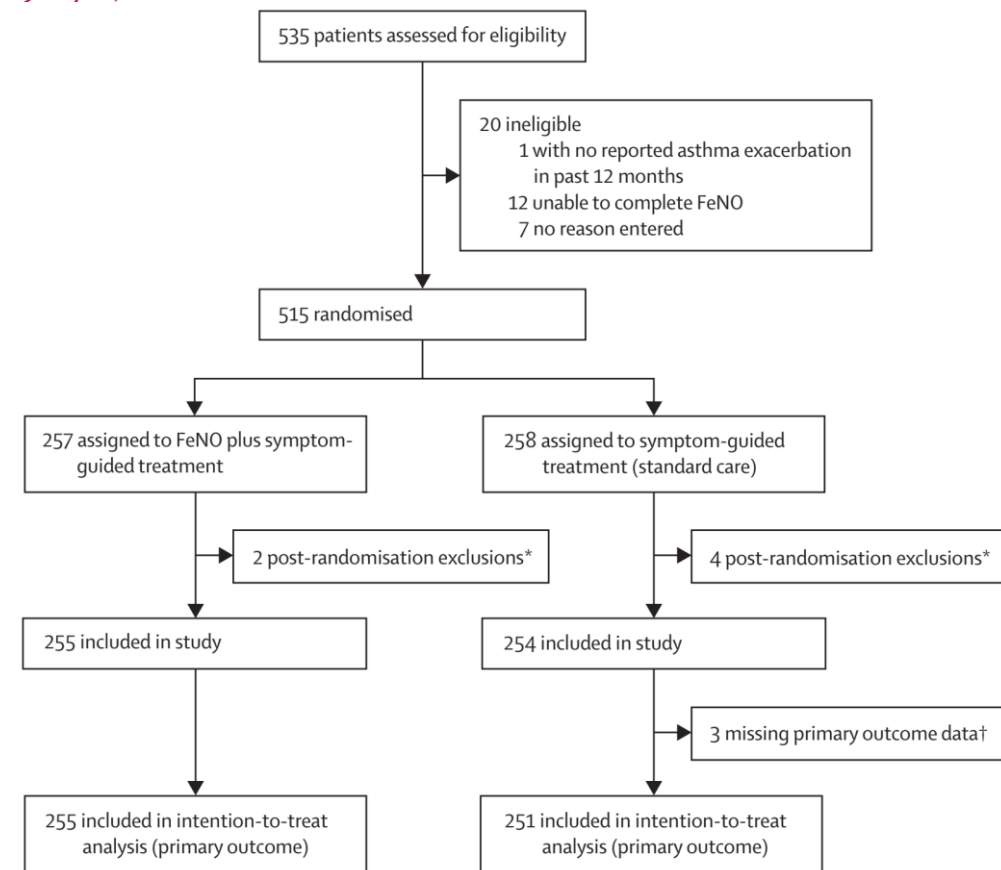 535 patients assessed for eligibility
20 ineligible
1 with no reported asthma exacerbation
in past 12 months
12 unable to complete FeNO
7 no reason entered
515 randomised
257 assigned to FeNO plus symptom-
guided treatment
258 assigned to symptom-guided
treatment (standard care)
2 post-randomisation exclusions*
4 post-randomisation exclusions*
255 included in study
254 included in study
3 missing primary outcome data†
255 included in intention-to-treat
analysis (primary outcome)
251 included in intention-to-treat
analysis (primary outcome)